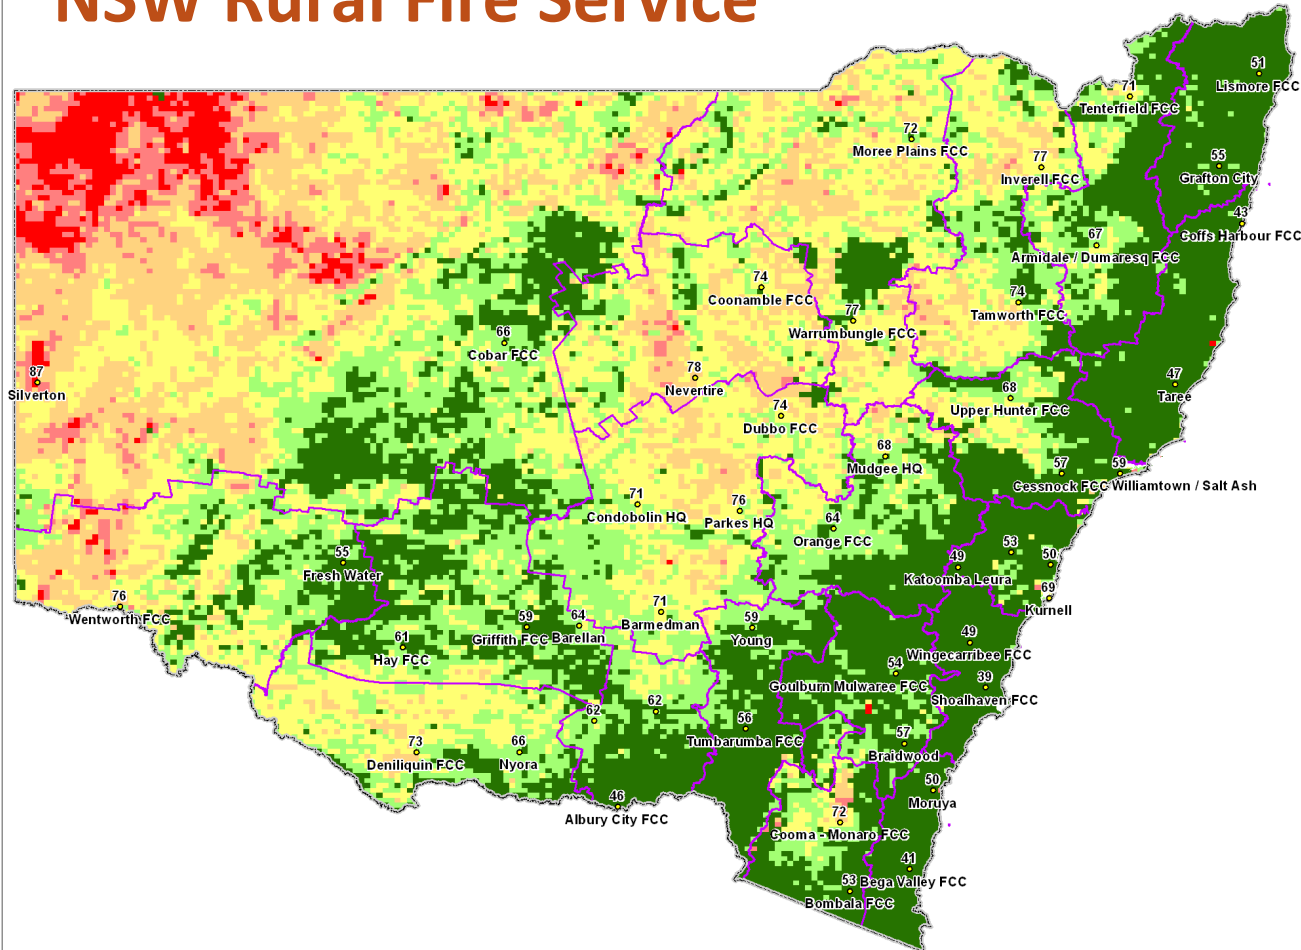 NSW Rural Fire Service
51
Lismore FCC
71
Tenterfield FCC
72
Moree Plains FCC
77
Inverell FCC
55
Grafton City
43
Coffs Harbour FCC
67
Armidale / Dumaresq FCC
74
Coonamble FCC
74
Tamworth FCC
77
Warrumbungle FCC
66
Cobar FCC
87
Silverton
78
Nevertire
47
Taree
68
Upper Hunter FCC
74
Dubbo FCC
68
Mudgee HQ
57
Cessnock FCC
59
Williamtown / Salt Ash
71
Condobolin HQ
76
Parkes HQ
64
Orange FCC
55
Fresh Water
49
Katoomba Leura
53
50
69
Kurnell
76
Wentworth FCC
61
Hay FCC
59
Griffith FCC
64
Barellan
71
Barmedman
59
Young
49
Wingecarribee FCC
54
Goulburn Mulwaree FCC
39
Shoalhaven FCC
62
62
56
Tumbarumba FCC
57
Braidwood
73
Deniliquin FCC
66
Nyora
50
Moruya
46
Albury City FCC
72
Cooma - Monaro FCC
41
Bega Valley FCC
53
Bombala FCC